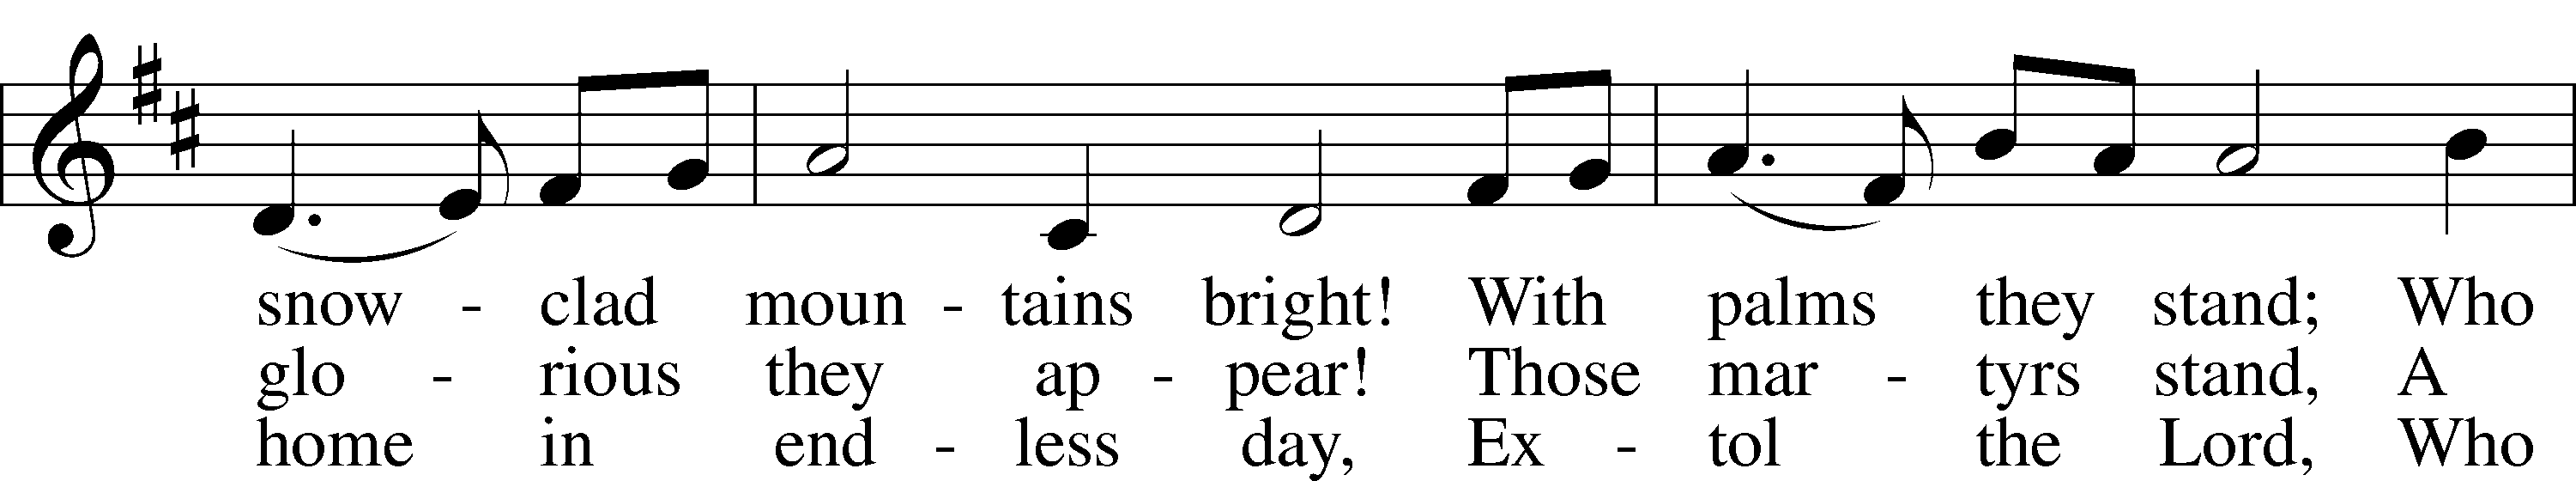 snow - clad moun - tains bright! With palms they stand; Who
glo - rious they ap - pear! Those mar - tyrs stand, A
home in end - less day, Ex - tol the Lord, Who